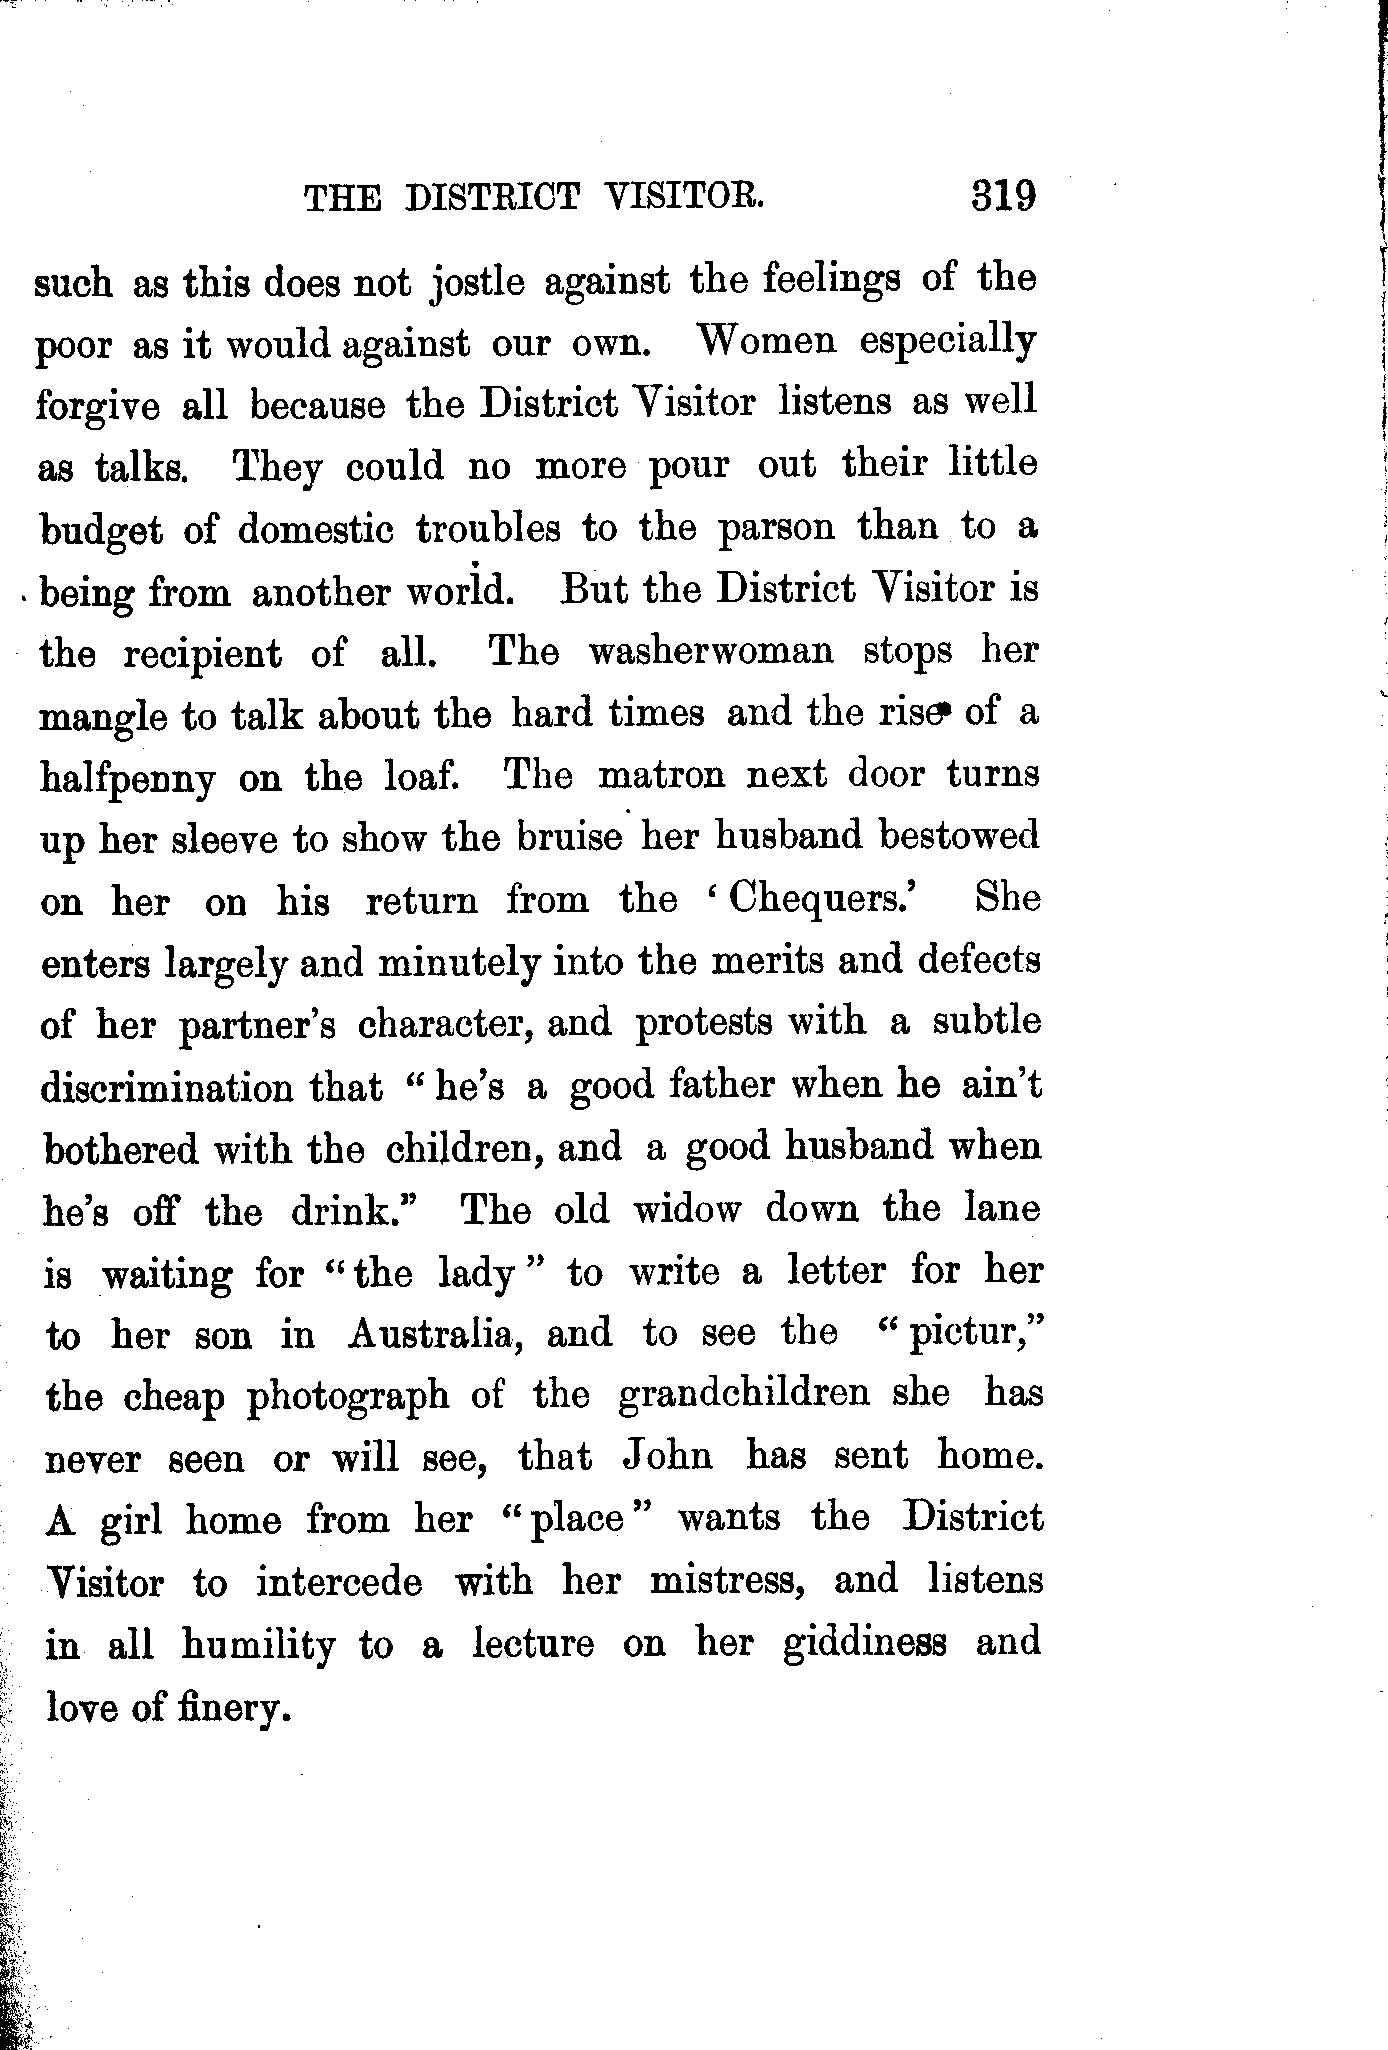 THE DISTRICT VISITOR. 319
such as this does not jostle against the feelings of the
poor as it would against our own. Women especially
forgive all because the District Visitor listens as well
as talks. They could no more pour out their little
budget of domestic troubles to the parson than to a
being from another world. But the District Visitor is
the recipient of all. The washerwoman stops her
mangle to talk about the hard times and the rise of a
halfpenny on the loaf. The matron next door turns
up her sleeve to show the bruise her husband bestowed
on her on his return from the ‘Chequers.’ She
enters largely and minutely into the merits and defects
of her partner's character, and protests with a subtle
discrimination that “he's a good father when he ain't
bothered with the children, and a good husband when
he's off the drink.” The old widow down the lane
is waiting for “the lady” to write a letter for her
to her son in Australia, and to see the “pictur,”
the cheap photograph of the grandchildren she has
never seen or will see, that John has sent home.
A girl home from her “place” wants the District
Visitor to intercede with her mistress, and listens
in all humility to a lecture on her giddiness and
love of finery.